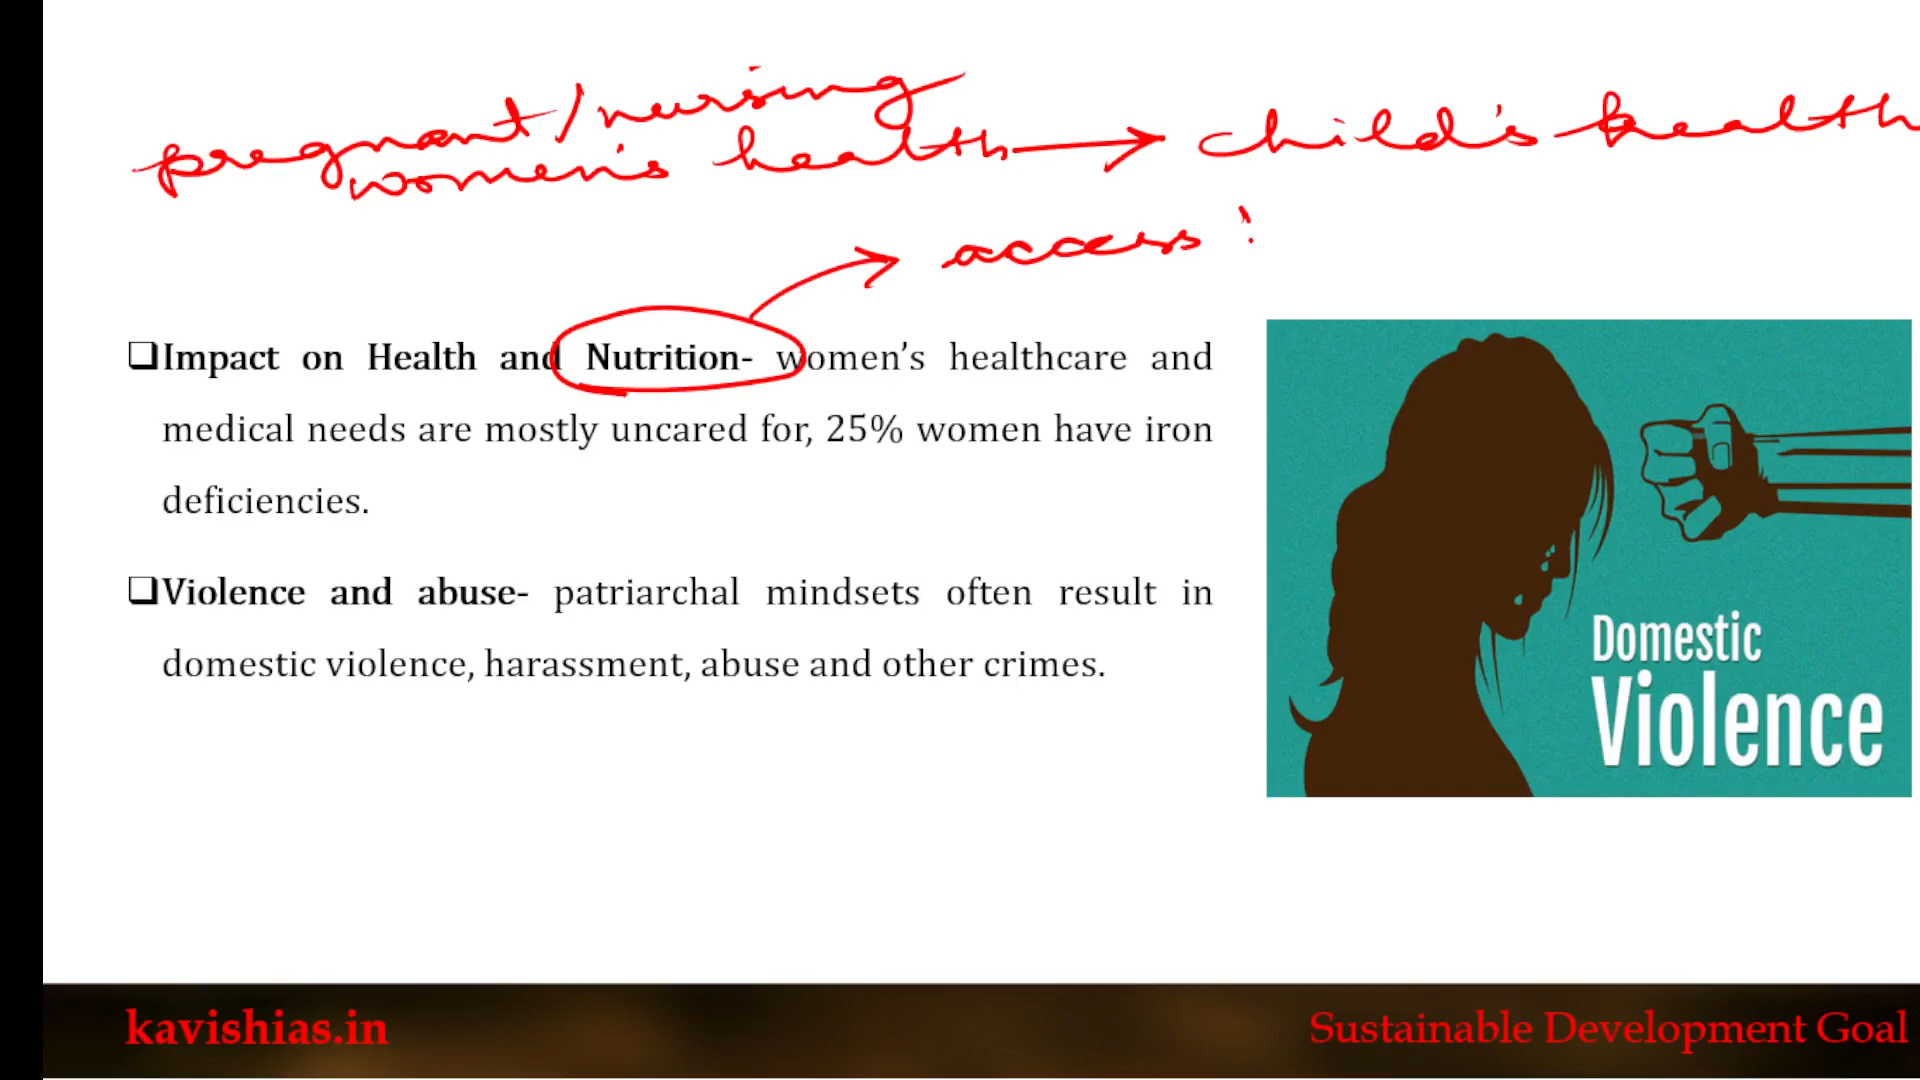 pregnant/nursing
women's health → child's health
→ access !
❑Impact on Health and Nutrition- women’s healthcare and
medical needs are mostly uncared for, 25% women have iron
deficiencies.
❑Violence and abuse- patriarchal mindsets often result in
domestic violence, harassment, abuse and other crimes.
Domestic
Violence
kavishias.in
Sustainable Development Goal